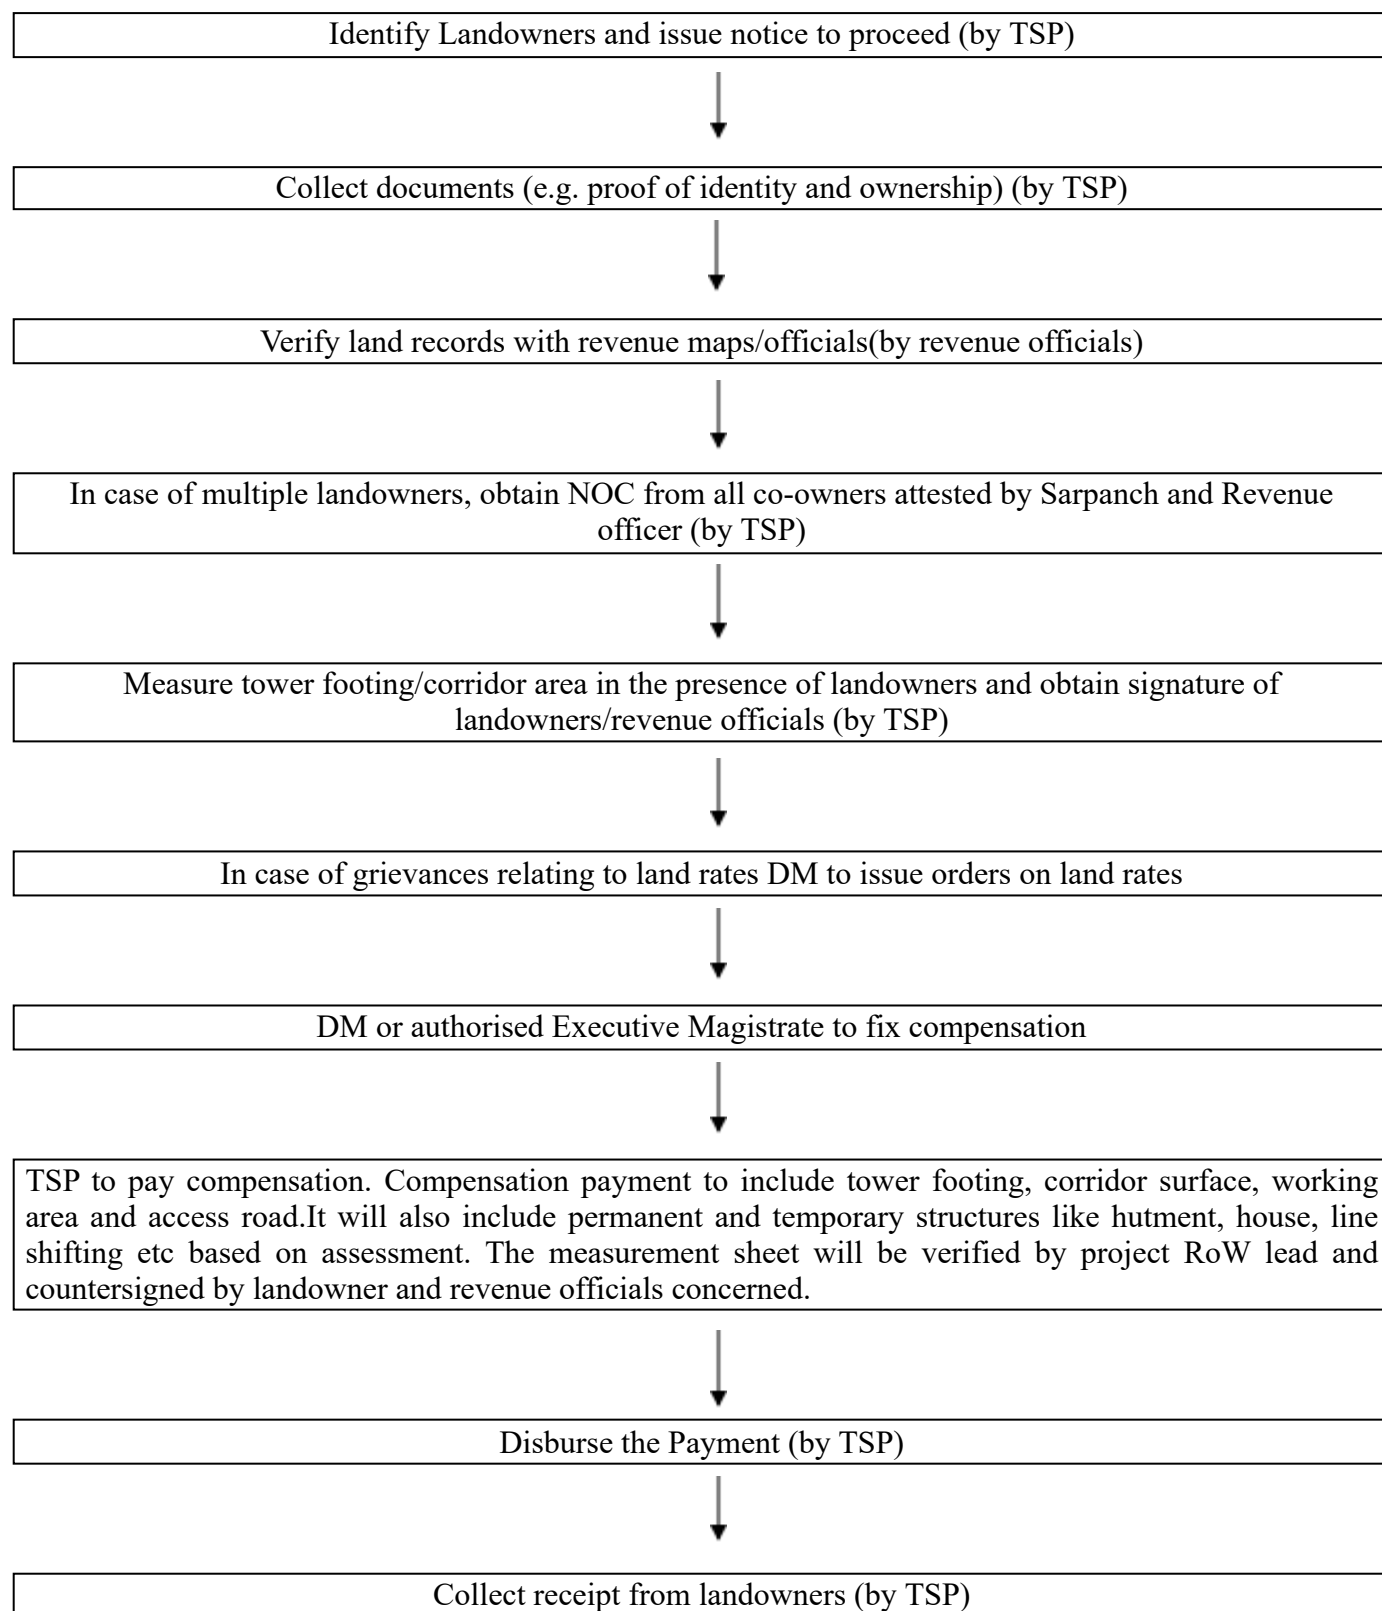 Identify Landowners and issue notice to proceed (by TSP)
Collect documents (e.g. proof of identity and ownership) (by TSP)
Verify land records with revenue maps/officials(by revenue officials)
In case of multiple landowners, obtain NOC from all co-owners attested by Sarpanch and Revenue
officer (by TSP)
Measure tower footing/corridor area in the presence of landowners and obtain signature of
landowners/revenue officials (by TSP)
In case of grievances relating to land rates DM to issue orders on land rates
DM or authorised Executive Magistrate to fix compensation
TSP to pay compensation. Compensation payment to include tower footing, corridor surface, working
area and access road.It will also include permanent and temporary structures like hutment, house, line
shifting etc based on assessment. The measurement sheet will be verified by project RoW lead and
countersigned by landowner and revenue officials concerned.
Disburse the Payment (by TSP)
Collect receipt from landowners (by TSP)